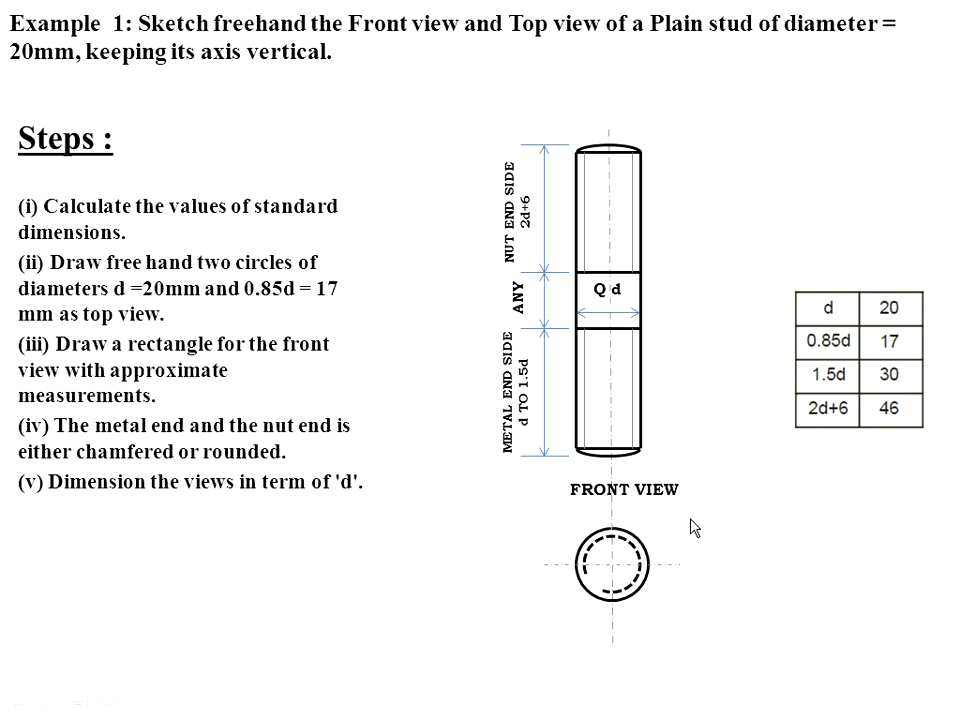 Example 1: Sketch freehand the Front view and Top view of a Plain stud of diameter =
20mm, keeping its axis vertical.
Steps :
(i) Calculate the values of standard
dimensions.
(ii) Draw free hand two circles of
diameters d =20mm and 0.85d = 17
mm as top view.
(iii) Draw a rectangle for the front
view with approximate
measurements.
(iv) The metal end and the nut end is
either chamfered or rounded.
(v) Dimension the views in term of 'd'.
NUT END SIDE
2d+6
ANY
METAL END SIDE
d TO 1.5d
Q d
FRONT VIEW
d 20
0.85d 17
1.5d 30
2d+6 46